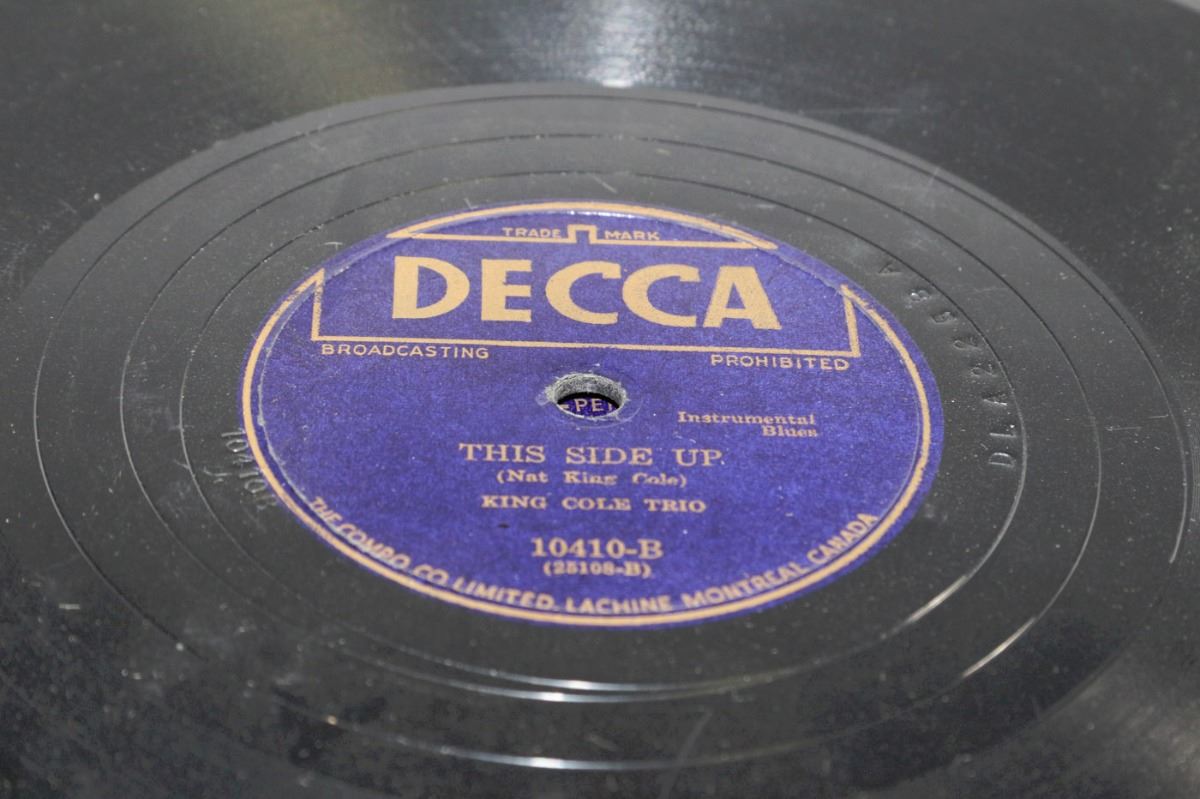 TRADE MARK
DECCA
BROADCASTING PROHIBITED
Instrumental
Blues
THIS SIDE UP
(Nat King Cole)
KING COLE TRIO
10410-B
(25108-B)
THE COMPO CO LIMITED. LACHINE MONTREAL CANADA